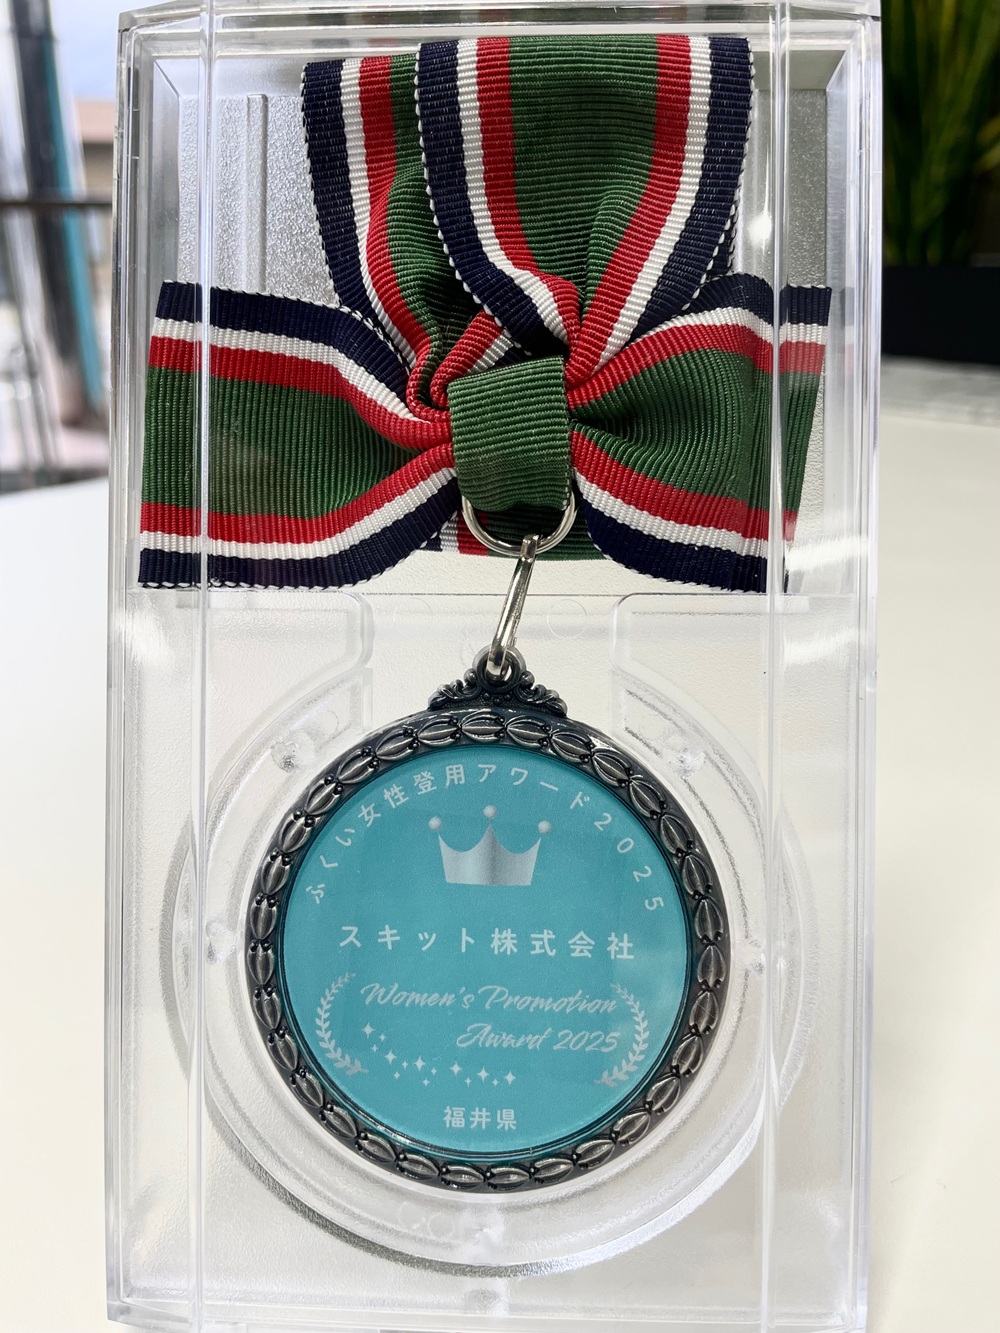 ふくい女性登用アワード2025
スキット株式会社
Women's Promotion
Award 2025
福井県